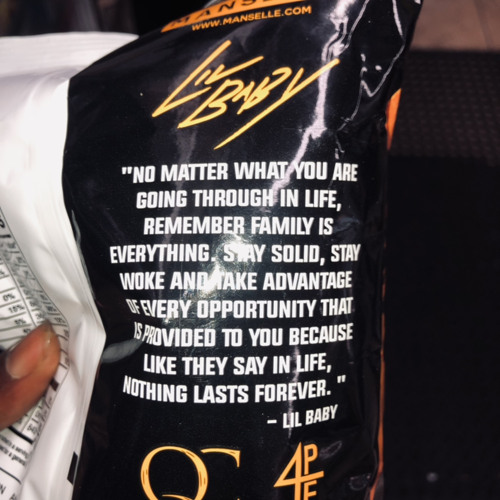 WWW.MANSELLE.COM
LIL BABY
"NO MATTER WHAT YOU ARE
GOING THROUGH IN LIFE,
REMEMBER FAMILY IS
EVERYTHING. STAY SOLID, STAY
WOKE AND TAKE ADVANTAGE
OF EVERY OPPORTUNITY THAT
IS PROVIDED TO YOU BECAUSE
LIKE THEY SAY IN LIFE,
NOTHING LASTS FOREVER. "
- LIL BABY
QC 4PF